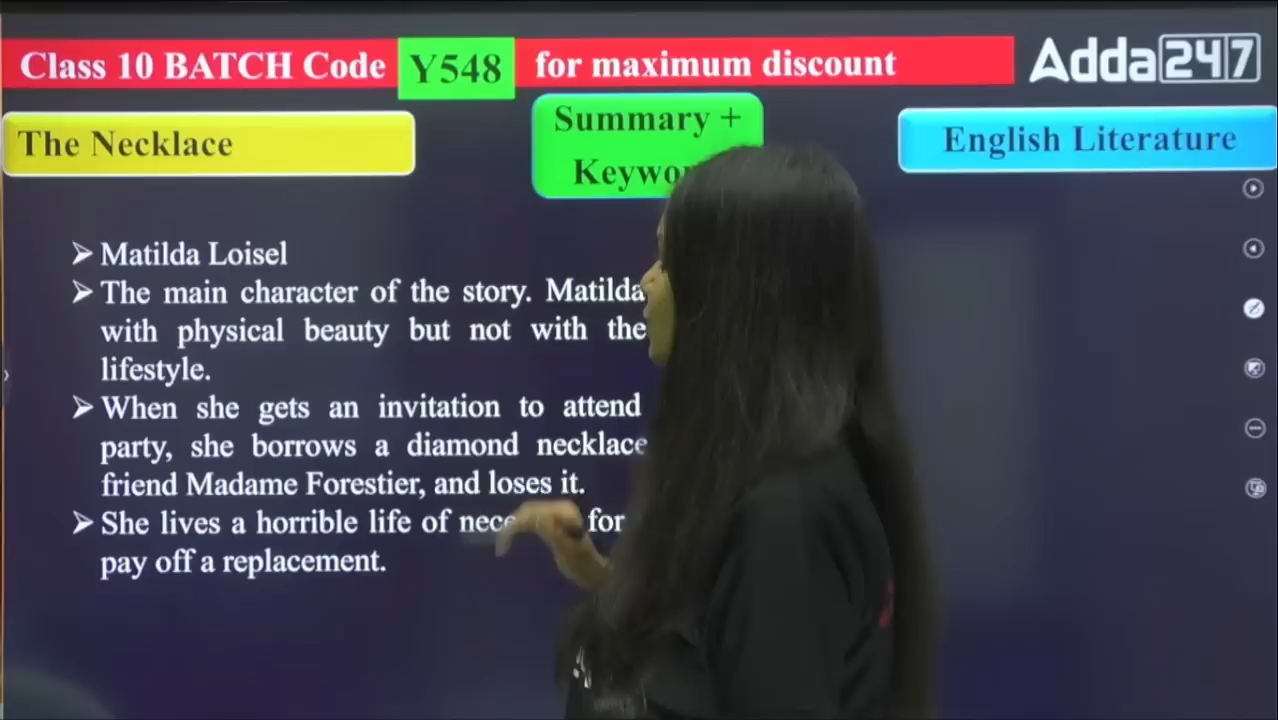 Class 10 BATCH Code Y548 for maximum discount
Adda247
The Necklace
Summary +
English Literature
➢ Matilda Loisel
➢ The main character of the story. Matilda
with physical beauty but not with the
lifestyle.
➢ When she gets an invitation to attend
party, she borrows a diamond necklace
friend Madame Forestier, and loses it.
➢ She lives a horrible life of for
pay off a replacement.